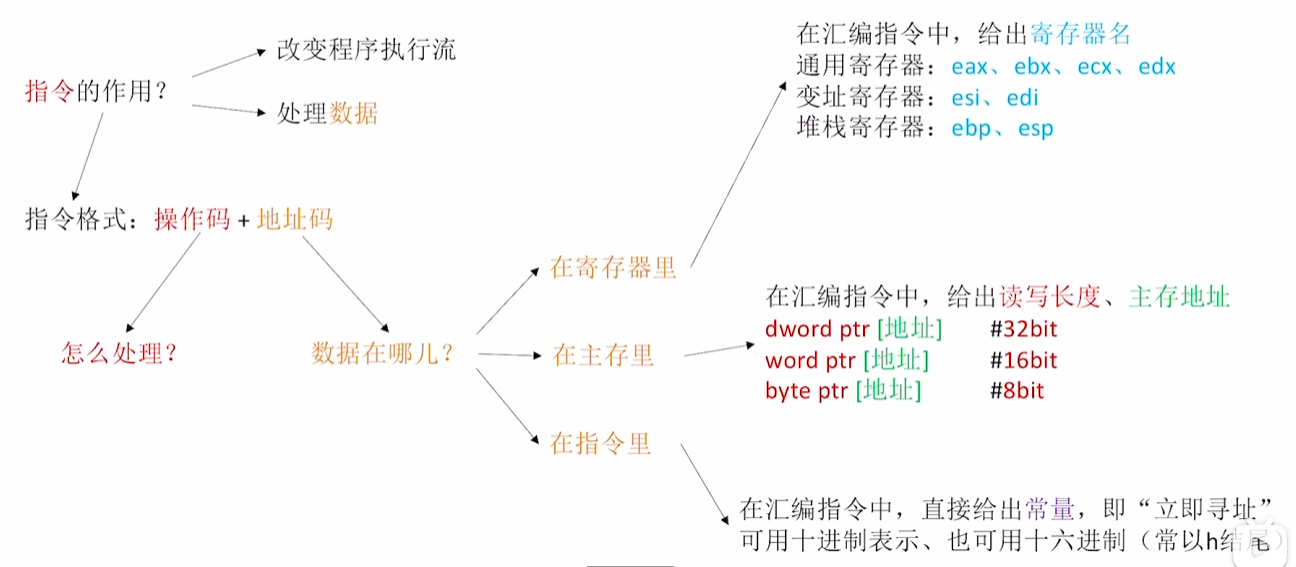 指令的作用？
改变程序执行流
处理数据
指令格式：操作码 + 地址码
怎么处理？
数据在哪儿？
在寄存器里
在主存里
在指令里
在汇编指令中，给出寄存器名
通用寄存器：eax、ebx、ecx、edx
变址寄存器：esi、edi
堆栈寄存器：ebp、esp
在汇编指令中，给出读写长度、主存地址
dword ptr [地址] #32bit
word ptr [地址] #16bit
byte ptr [地址] #8bit
在汇编指令中，直接给出常量，即“立即寻址”
可用十进制表示、也可用十六进制（常以h结尾）